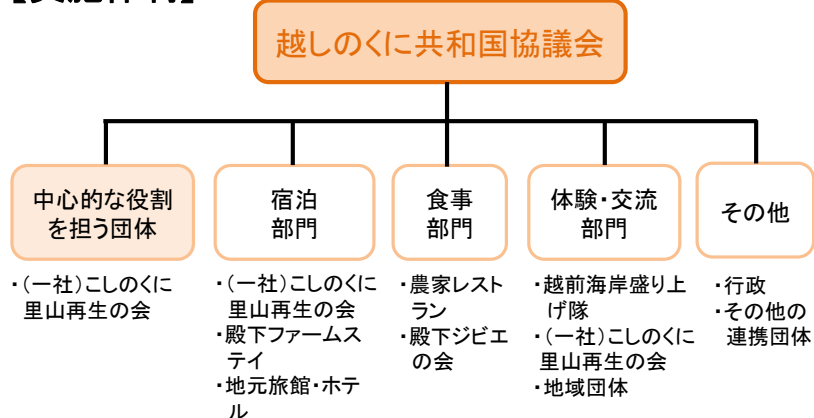 【実施体制】
越しのくに共和国協議会
中心的な役割
を担う団体
・(一社)こしのくに
里山再生の会
宿泊
部門
・(一社)こしのくに
里山再生の会
・殿下ファームス
テイ
・地元旅館・ホテ
ル
食事
部門
・農家レスト
ラン
・殿下ジビエ
の会
体験・交流
部門
・越前海岸盛り上
げ隊
・(一社)こしのくに
里山再生の会
・地域団体
その他
・行政
・その他の
連携団体